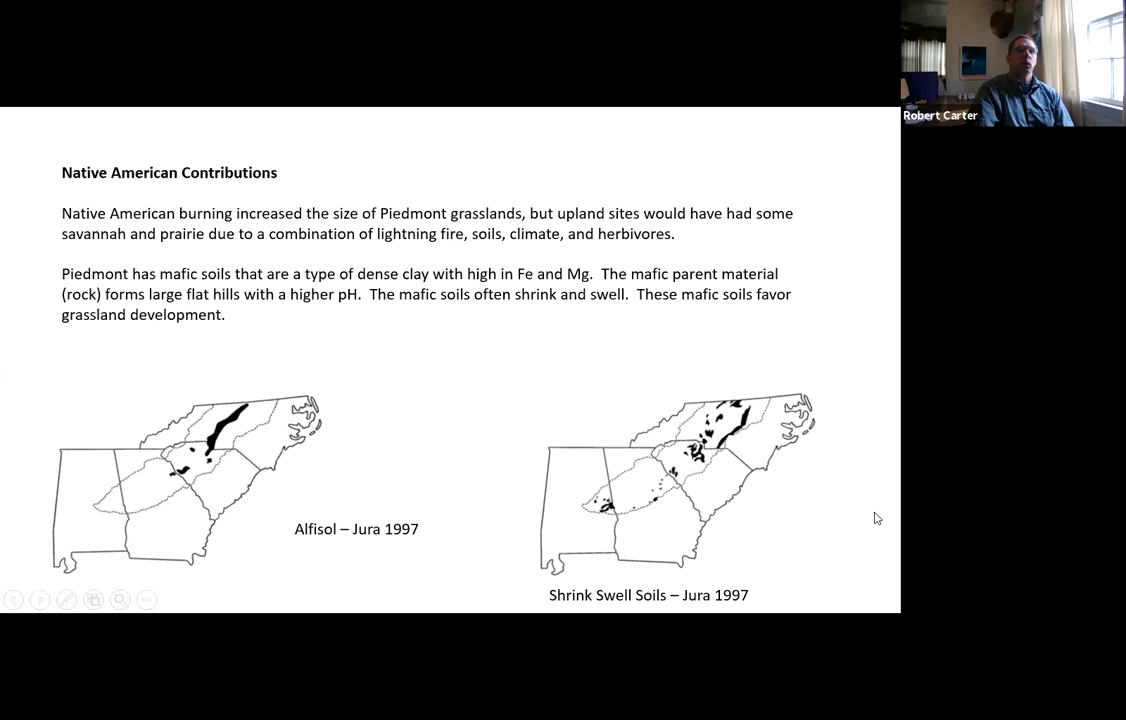 Robert Carter
Native American Contributions
Native American burning increased the size of Piedmont grasslands, but upland sites would have had some
savannah and prairie due to a combination of lightning fire, soils, climate, and herbivores.
Piedmont has mafic soils that are a type of dense clay with high in Fe and Mg.  The mafic parent material
(rock) forms large flat hills with a higher pH.  The mafic soils often shrink and swell.  These mafic soils favor
grassland development.
Alfisol – Jura 1997
Shrink Swell Soils – Jura 1997